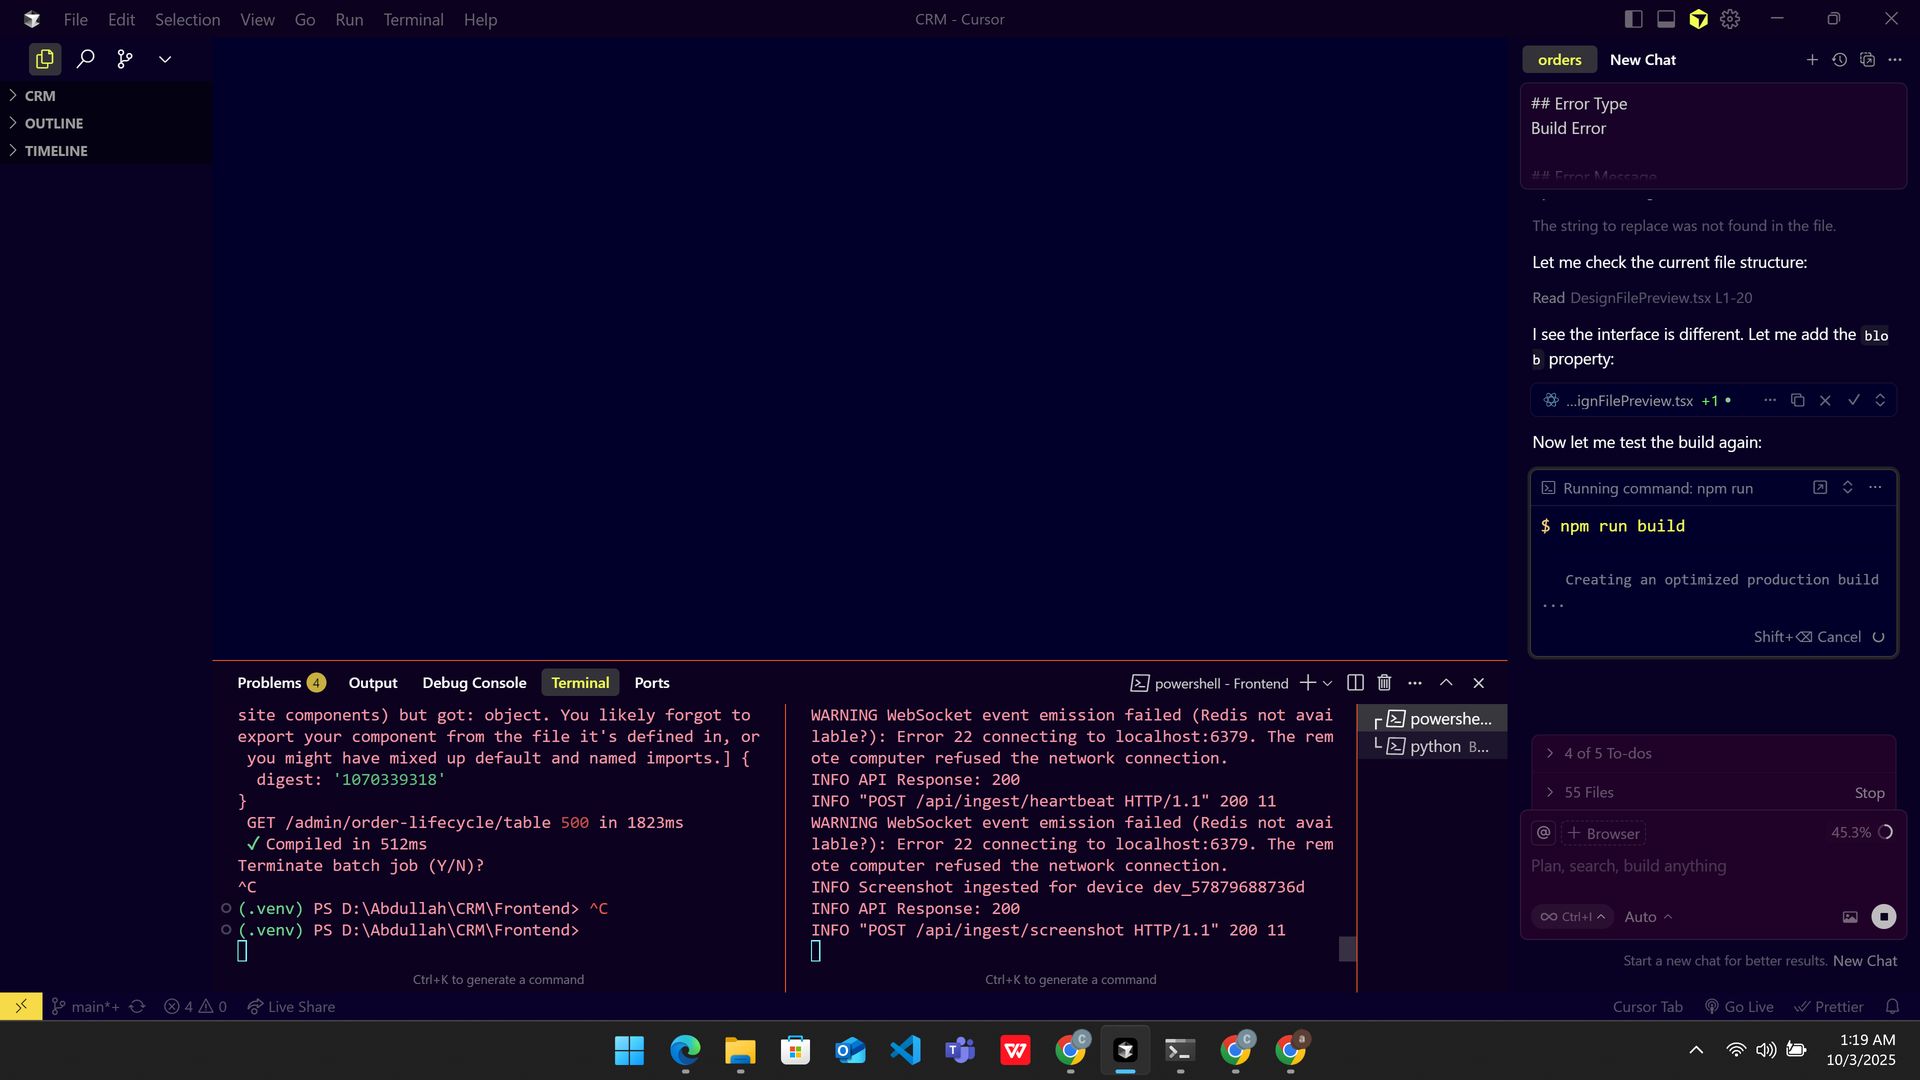 File Edit Selection View Go Run Terminal Help
CRM - Cursor
CRM
OUTLINE
TIMELINE
orders New Chat
## Error Type
Build Error
## Error Message
The string to replace was not found in the file.
Let me check the current file structure:
Read DesignFilePreview.tsx L1-20
I see the interface is different. Let me add the blo
b property:
...ignFilePreview.tsx +1
Now let me test the build again:
Running command: npm run
$ npm run build
Creating an optimized production build
...
Shift+⌫ Cancel
4 of 5 To-dos
55 Files Stop
@ + Browser 45.3%
Plan, search, build anything
∞ Ctrl+I Auto
Start a new chat for better results. New Chat
Problems 4 Output Debug Console Terminal Ports
powershell - Frontend
site components) but got: object. You likely forgot to
export your component from the file it's defined in, or
you might have mixed up default and named imports.] {
digest: '1070339318'
}
GET /admin/order-lifecycle/table 500 in 1823ms
✓ Compiled in 512ms
Terminate batch job (Y/N)?
^C
(.venv) PS D:\Abdullah\CRM\Frontend> ^C
(.venv) PS D:\Abdullah\CRM\Frontend>
Ctrl+K to generate a command
WARNING WebSocket event emission failed (Redis not avai
lable?): Error 22 connecting to localhost:6379. The rem
ote computer refused the network connection.
INFO API Response: 200
INFO "POST /api/ingest/heartbeat HTTP/1.1" 200 11
WARNING WebSocket event emission failed (Redis not avai
lable?): Error 22 connecting to localhost:6379. The rem
ote computer refused the network connection.
INFO Screenshot ingested for device dev_57879688736d
INFO API Response: 200
INFO "POST /api/ingest/screenshot HTTP/1.1" 200 11
Ctrl+K to generate a command
powershe...
python B...
main*+ 4 0 Live Share
Cursor Tab Go Live Prettier
C C a
1:19 AM
10/3/2025